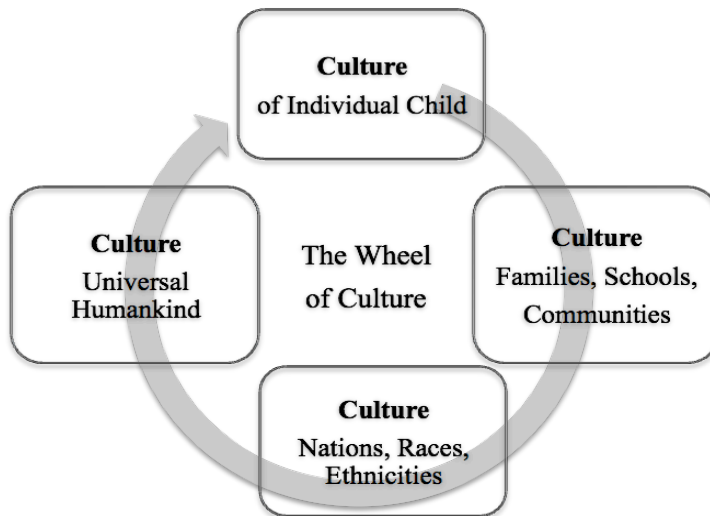 Culture
of Individual Child
Culture
Families, Schools,
Communities
Culture
Nations, Races,
Ethnicities
Culture
Universal
Humankind
The Wheel
of Culture